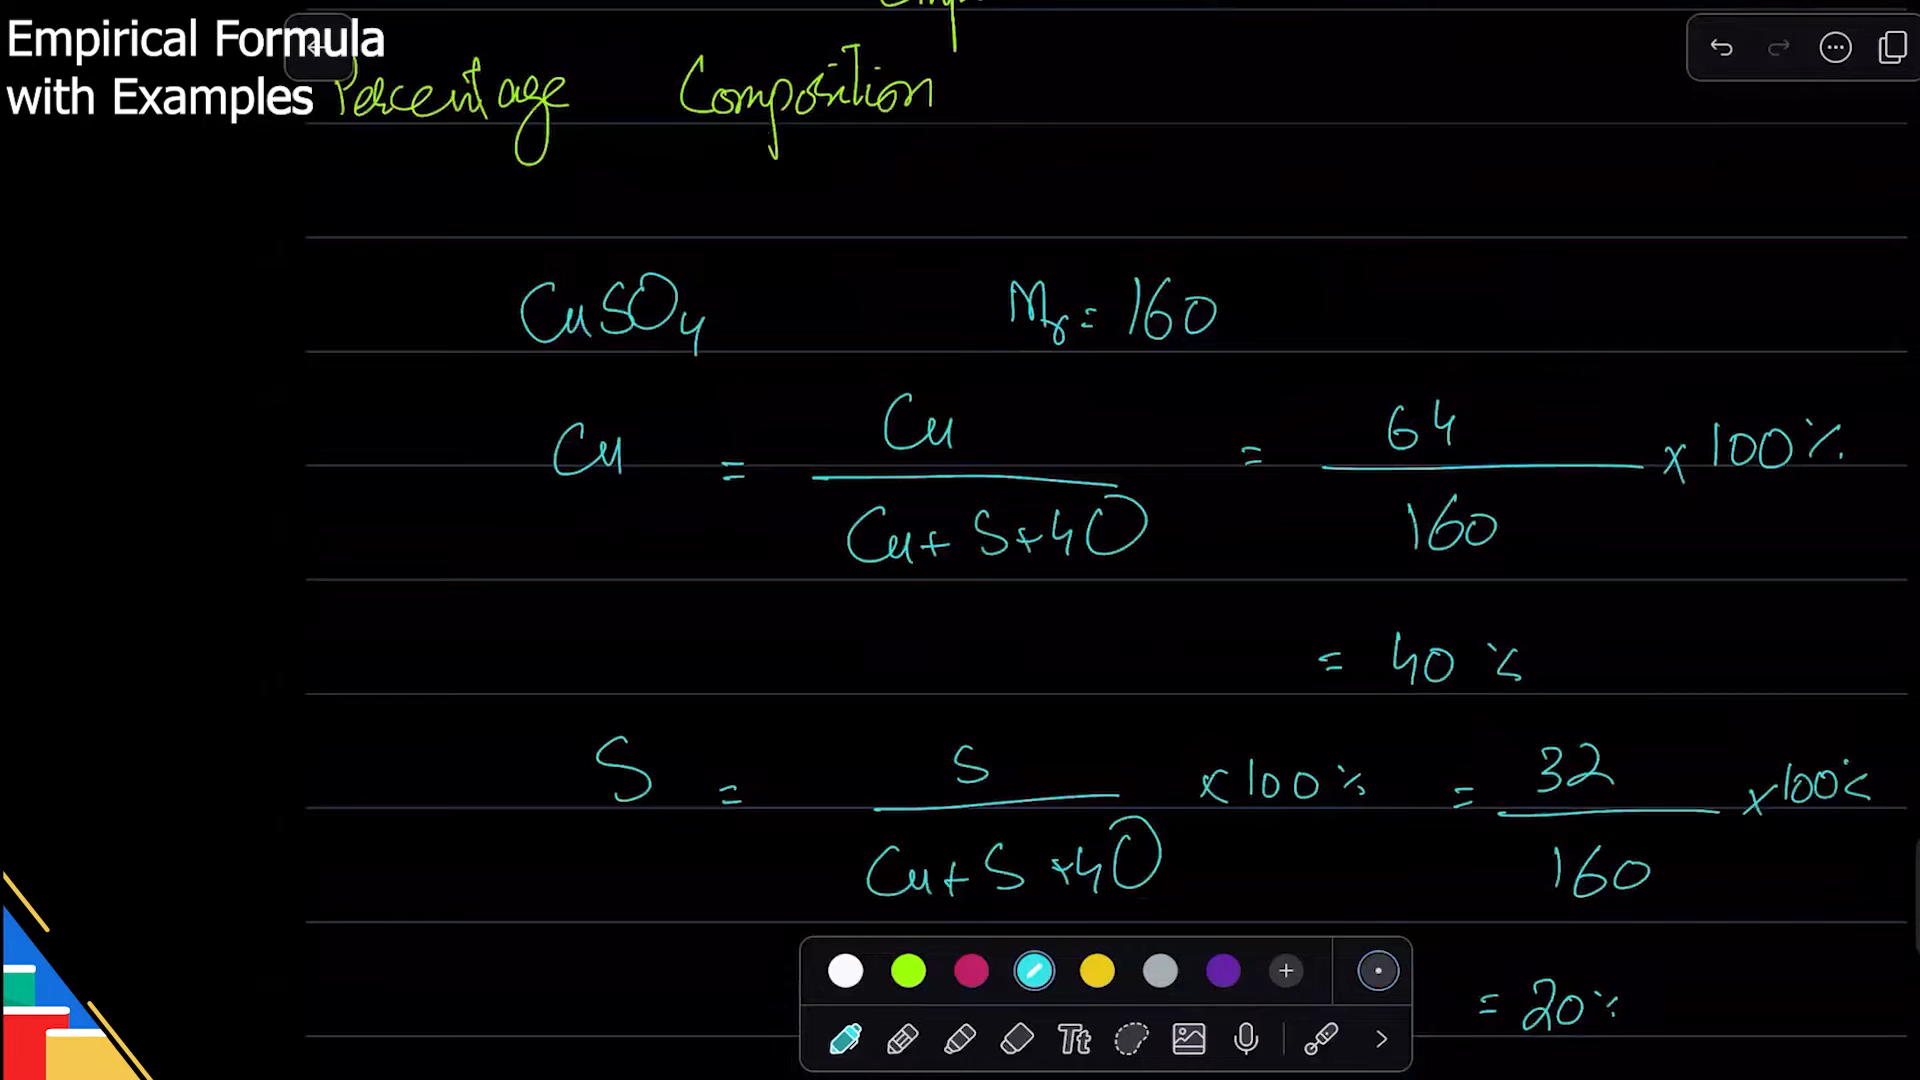 Empirical Formula
with Examples
Percentage Composition
CuSO₄ Mr = 160
Cu = Cu / Cu + S + 4O = 64 / 160 × 100%
= 40 %
S = S / Cu + S + 4O × 100% = 32 / 160 × 100%
= 20%
Tt